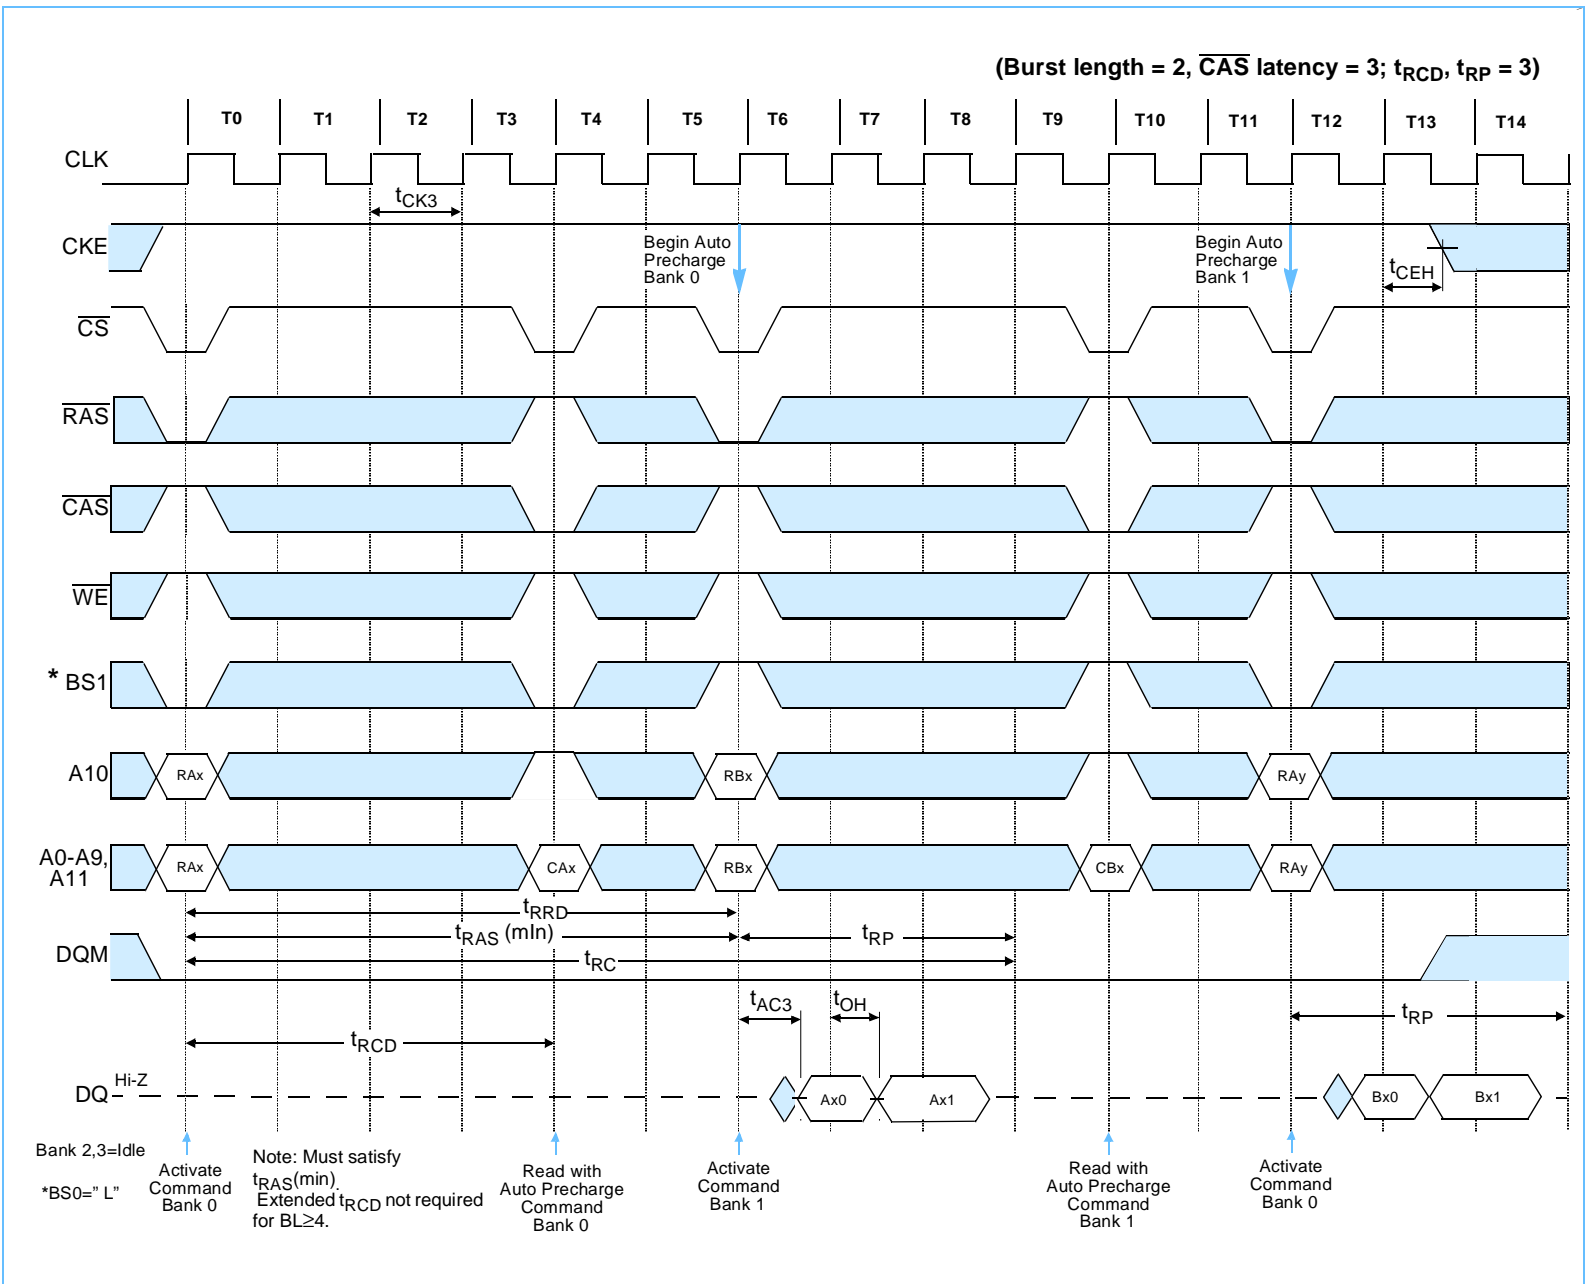 (Burst length = 2, CAS latency = 3; tRCD, tRP = 3)
T0 T1 T2 T3 T4 T5 T6 T7 T8 T9 T10 T11 T12 T13 T14
CLK
tCK3
CKE
Begin Auto
Precharge
Bank 0
Begin Auto
Precharge
Bank 1
tCEH
CS
RAS
CAS
WE
* BS1
A10
RAx RBx RAy
A0-A9,
A11
RAx CAx RBx CBx RAy
tRRD
tRAS (mIn)
tRP
DQM
tRC
tAC3
tOH
tRP
tRCD
DQ
Hi-Z
Ax0 Ax1 Bx0 Bx1
Bank 2,3=Idle
*BS0=” L”
Activate
Command
Bank 0
Note: Must satisfy
tRAS(min).
Extended tRCD not required
for BL≥4.
Read with
Auto Precharge
Command
Bank 0
Activate
Command
Bank 1
Read with
Auto Precharge
Command
Bank 1
Activate
Command
Bank 0